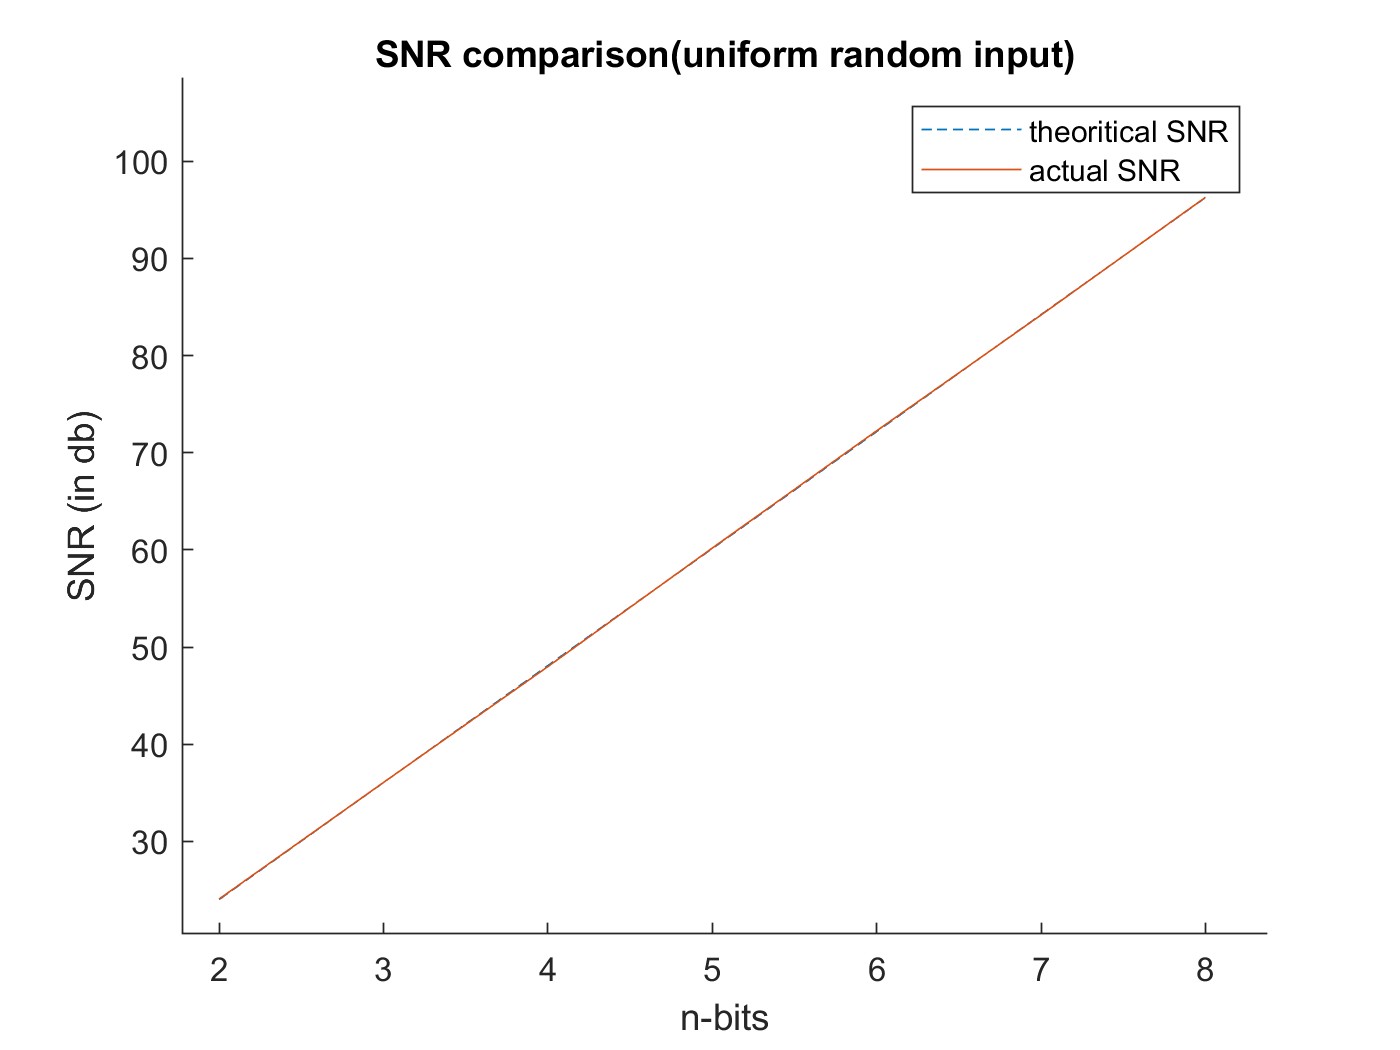 SNR comparison(uniform random input)
theoritical SNR
actual SNR
100
90
80
70
60
50
40
30
SNR (in db)
2 3 4 5 6 7 8
n-bits